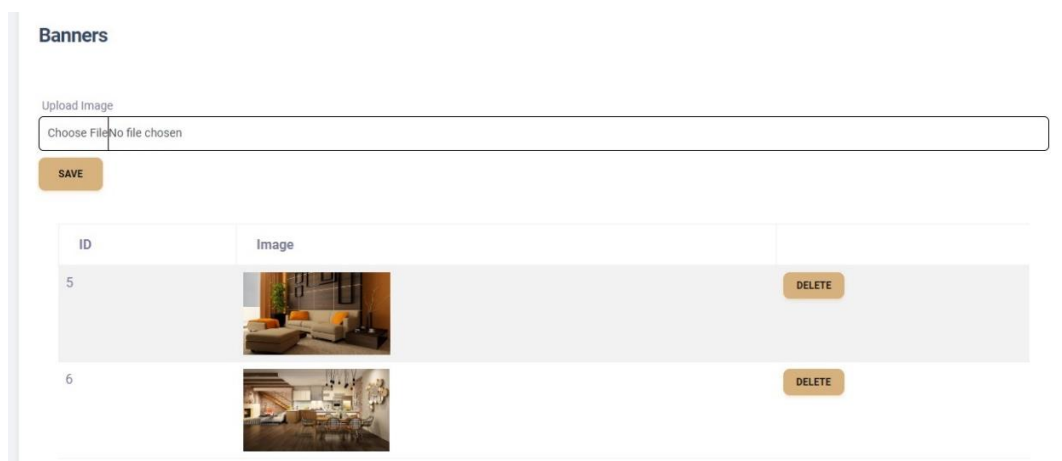 Banners
Upload Image
Choose File No file chosen
SAVE
ID Image
5 DELETE
6 DELETE